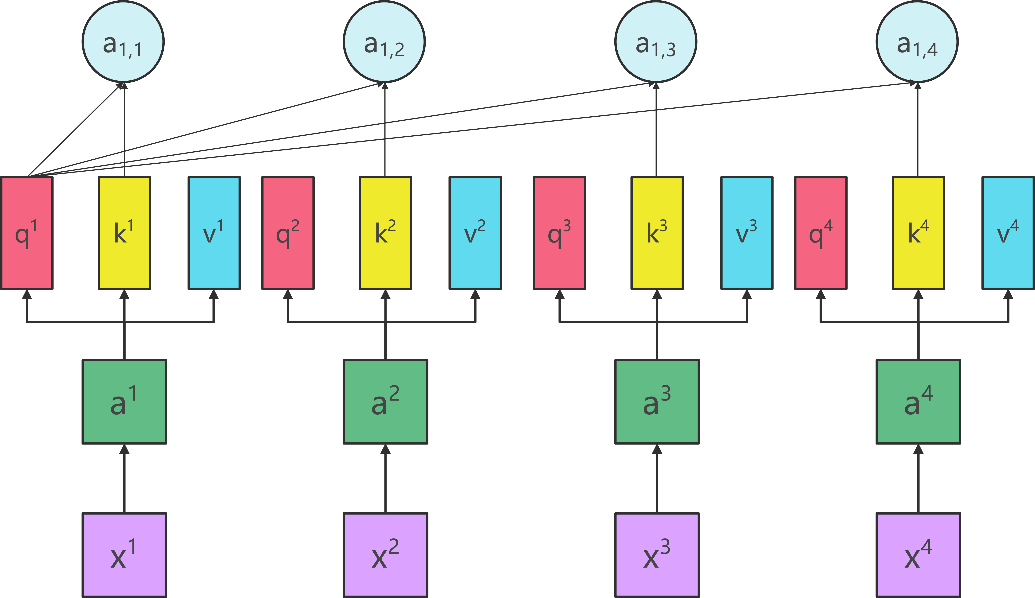 a₁,₁ a₁,₂ a₁,₃ a₁,₄
q¹ k¹ v¹ q² k² v² q³ k³ v³ q⁴ k⁴ v⁴
a¹ a² a³ a⁴
x¹ x² x³ x⁴